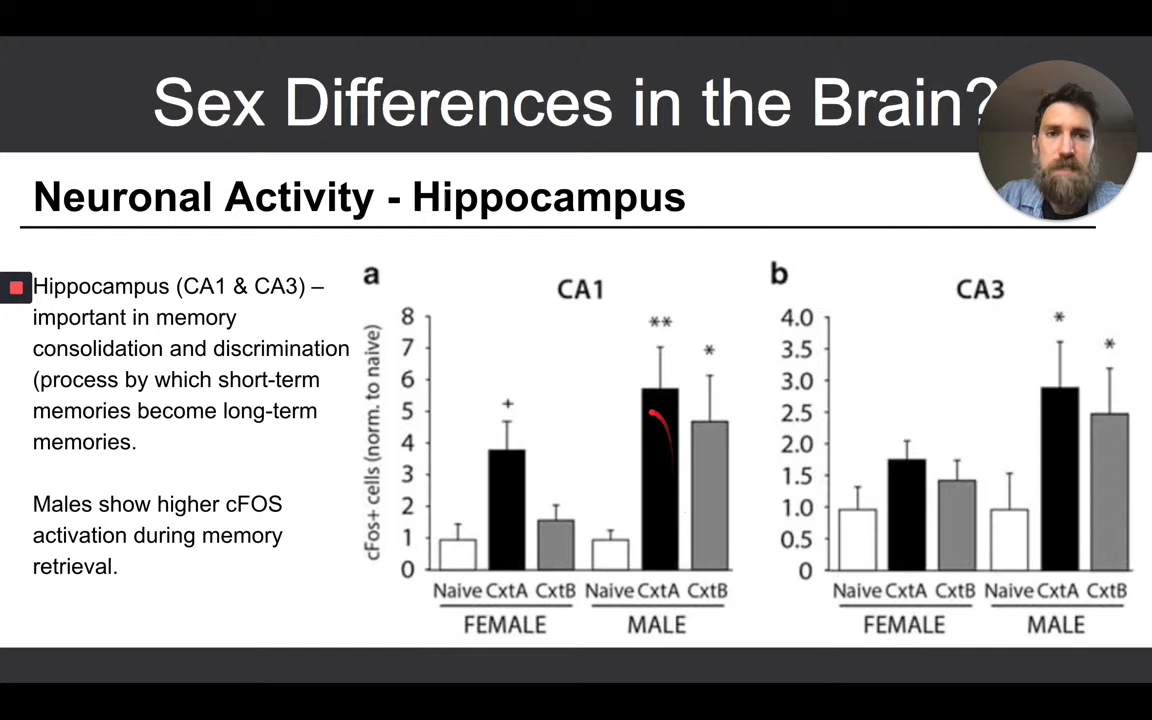 Sex Differences in the Brain?
Neuronal Activity - Hippocampus
Hippocampus (CA1 & CA3) –
important in memory
consolidation and discrimination
(process by which short-term
memories become long-term
memories.
Males show higher cFOS
activation during memory
retrieval.
a
CA1
cFos+ cells (norm. to naive)
8
7
6
5
4
3
2
1
0
+
**
*
Naive CxtA CxtB Naive CxtA CxtB
FEMALE MALE
b
CA3
4.0
3.5
3.0
2.5
2.0
1.5
1.0
0.5
0
*
*
Naive CxtA CxtB Naive CxtA CxtB
FEMALE MALE